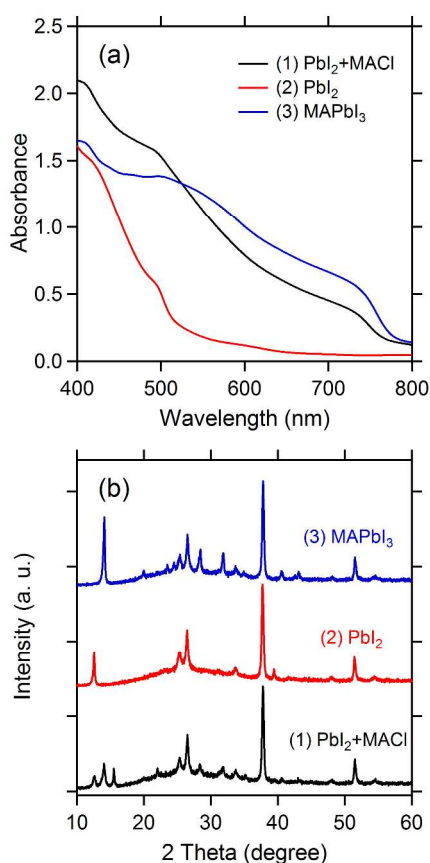 (a)
(1) PbI₂+MACl
(2) PbI₂
(3) MAPbI₃
Absorbance
2.5
2.0
1.5
1.0
0.5
0.0
400 500 600 700 800
Wavelength (nm)
(b)
(3) MAPbI₃
(2) PbI₂
(1) PbI₂+MACl
Intensity (a. u.)
10 20 30 40 50 60
2 Theta (degree)